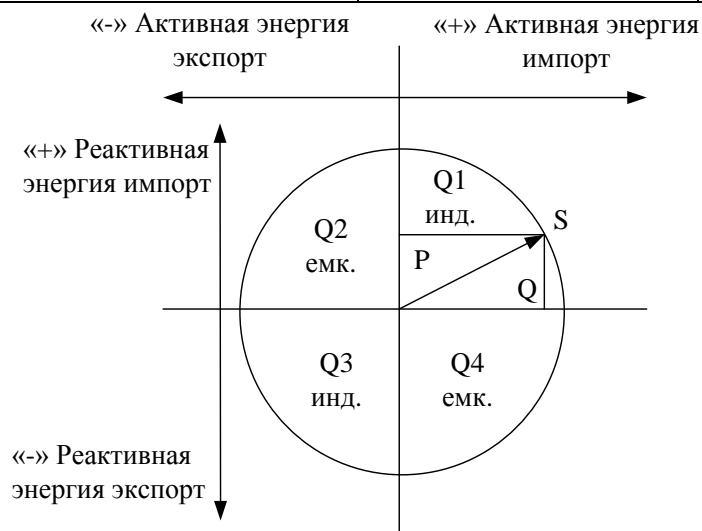 «-» Активная энергия
экспорт
«+» Активная энергия
импорт
«+» Реактивная
энергия импорт
Q1
инд.
S
Q2
емк.
P
Q
Q3
инд.
Q4
емк.
«-» Реактивная
энергия экспорт